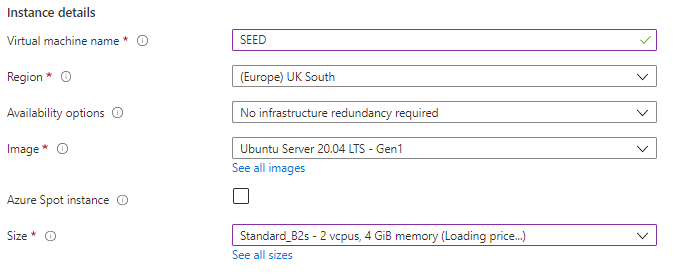 Instance details
Virtual machine name * SEED
Region * (Europe) UK South
Availability options No infrastructure redundancy required
Image * Ubuntu Server 20.04 LTS - Gen1
See all images
Azure Spot instance
Size * Standard_B2s - 2 vcpus, 4 GiB memory (Loading price...)
See all sizes